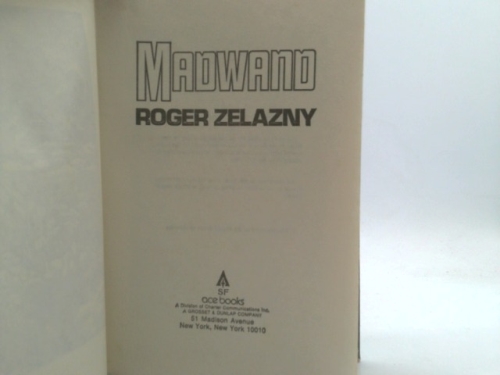 MADWAND
ROGER ZELAZNY
SF
ace books
A Division of Charter Communications Inc.
A GROSSET & DUNLAP COMPANY
51 Madison Avenue
New York, New York 10010